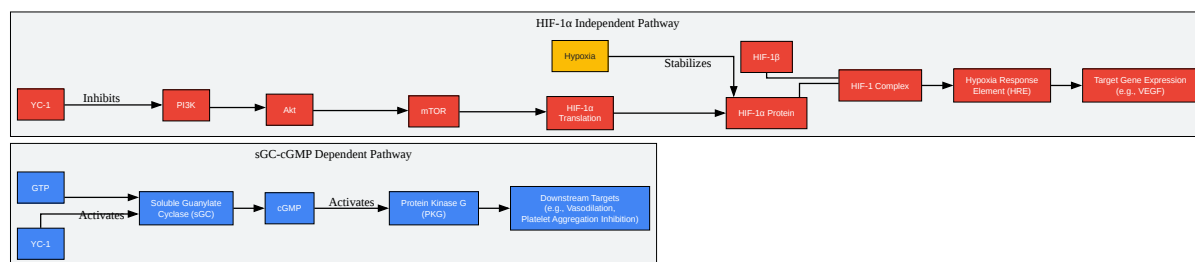 HIF-1α Independent Pathway
Hypoxia
Stabilizes
HIF-1β
YC-1
Inhibits
PI3K
Akt
mTOR
HIF-1α
Translation
HIF-1α Protein
HIF-1 Complex
Hypoxia Response
Element (HRE)
Target Gene Expression
(e.g., VEGF)
sGC-cGMP Dependent Pathway
GTP
YC-1
Activates
Soluble Guanylate
Cyclase (sGC)
cGMP
Activates
Protein Kinase G
(PKG)
Downstream Targets
(e.g., Vasodilation,
Platelet Aggregation Inhibition)